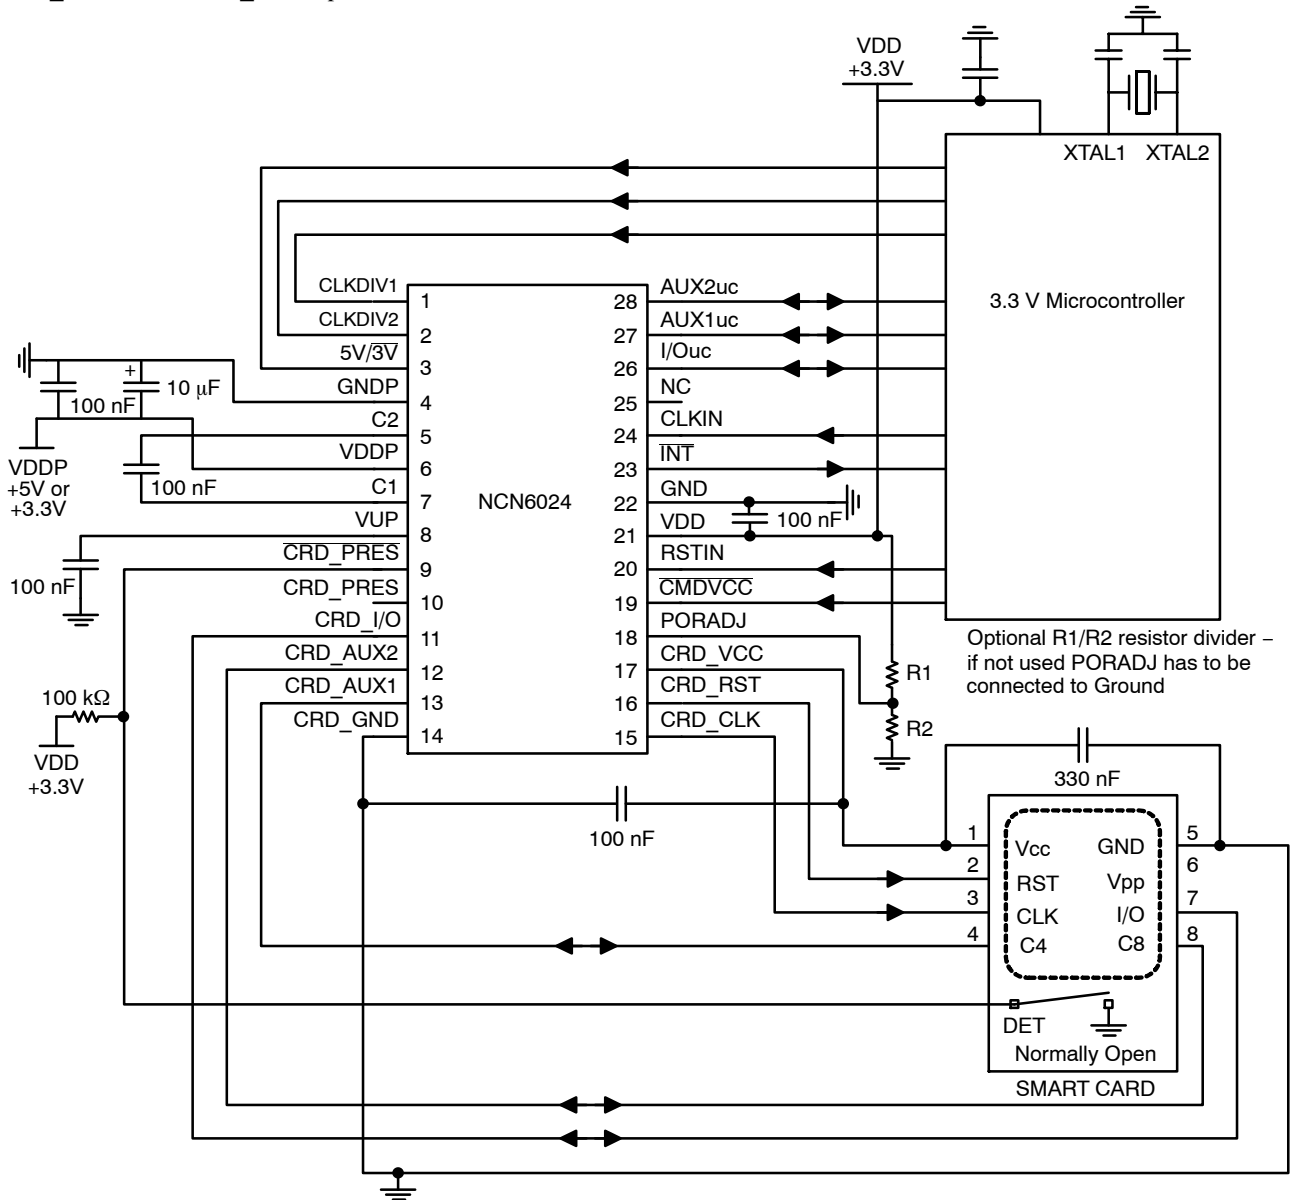 VDD
+3.3V
XTAL1 XTAL2
3.3 V Microcontroller
CLKDIV1
CLKDIV2
5V/3V
GNDP
C2
VDDP
C1
VUP
CRD_PRES
CRD_PRES
CRD_I/O
CRD_AUX2
CRD_AUX1
CRD_GND
1
2
3
4
5
6
7
8
9
10
11
12
13
14
NCN6024
28
27
26
25
24
23
22
21
20
19
18
17
16
15
AUX2uc
AUX1uc
I/Ouc
NC
CLKIN
INT
GND
VDD
RSTIN
CMDVCC
PORADJ
CRD_VCC
CRD_RST
CRD_CLK
+
10 μF
100 nF
VDDP
+5V or
+3.3V
100 nF
100 nF
100 kΩ
VDD
+3.3V
100 nF
R1
R2
Optional R1/R2 resistor divider –
if not used PORADJ has to be
connected to Ground
330 nF
100 nF
1
2
3
4
Vcc
RST
CLK
C4
GND
Vpp
I/O
C8
5
6
7
8
DET
Normally Open
SMART CARD